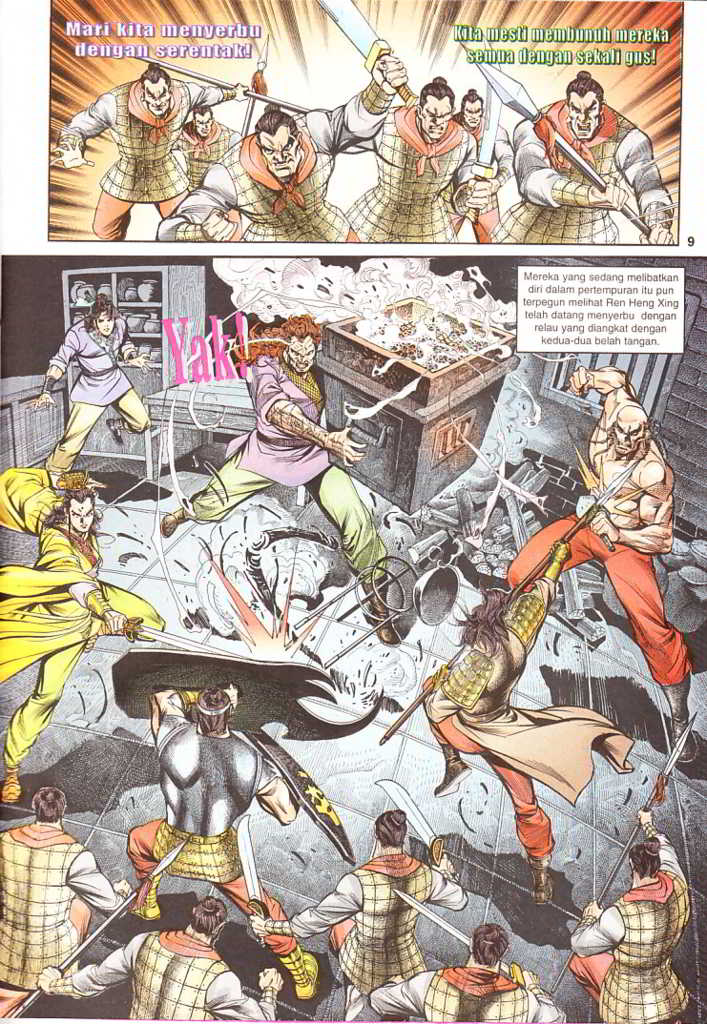 Mari kita menyerbu
dengan serentak!
Kita mesti membunuh mereka
semua dengan sekali gus!
9
Mereka yang sedang melibatkan
diri dalam pertempuran itu pun
terpegun melihat Ren Heng Xing
telah datang menyerbu dengan
relau yang diangkat dengan
kedua-dua belah tangan.
Yak!